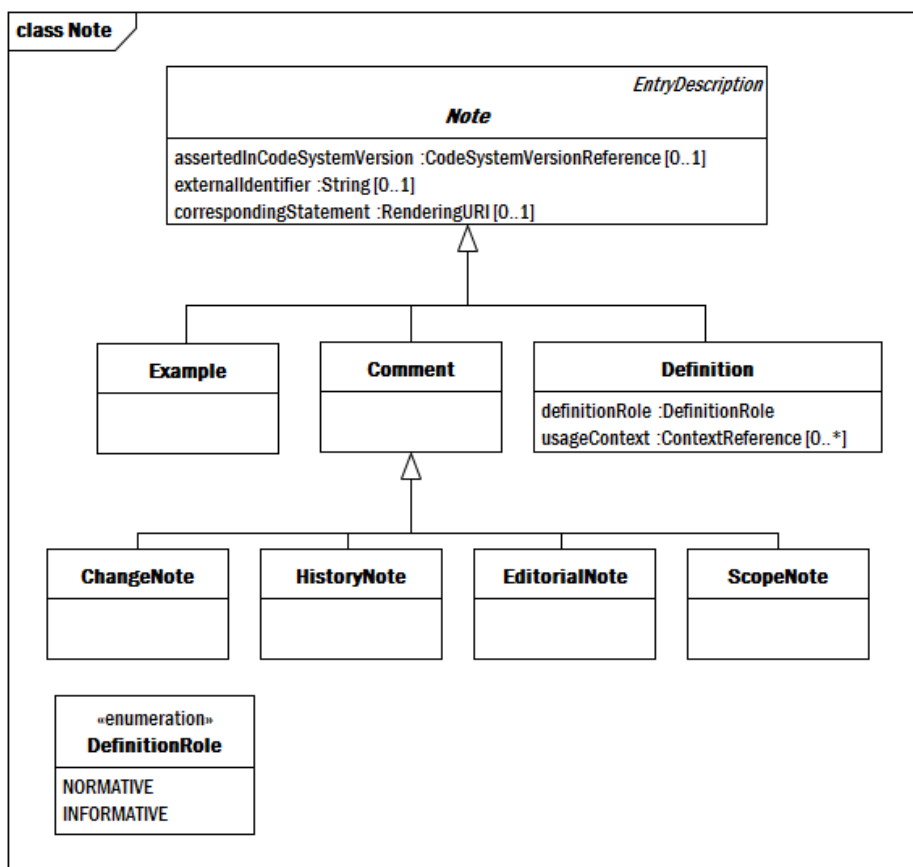 class Note
EntryDescription
Note
assertedInCodeSystemVersion :CodeSystemVersionReference [0..1]
externalIdentifier :String [0..1]
correspondingStatement :RenderingURI [0..1]
Example
Comment
Definition
definitionRole :DefinitionRole
usageContext :ContextReference [0..*]
ChangeNote
HistoryNote
EditorialNote
ScopeNote
«enumeration»
DefinitionRole
NORMATIVE
INFORMATIVE